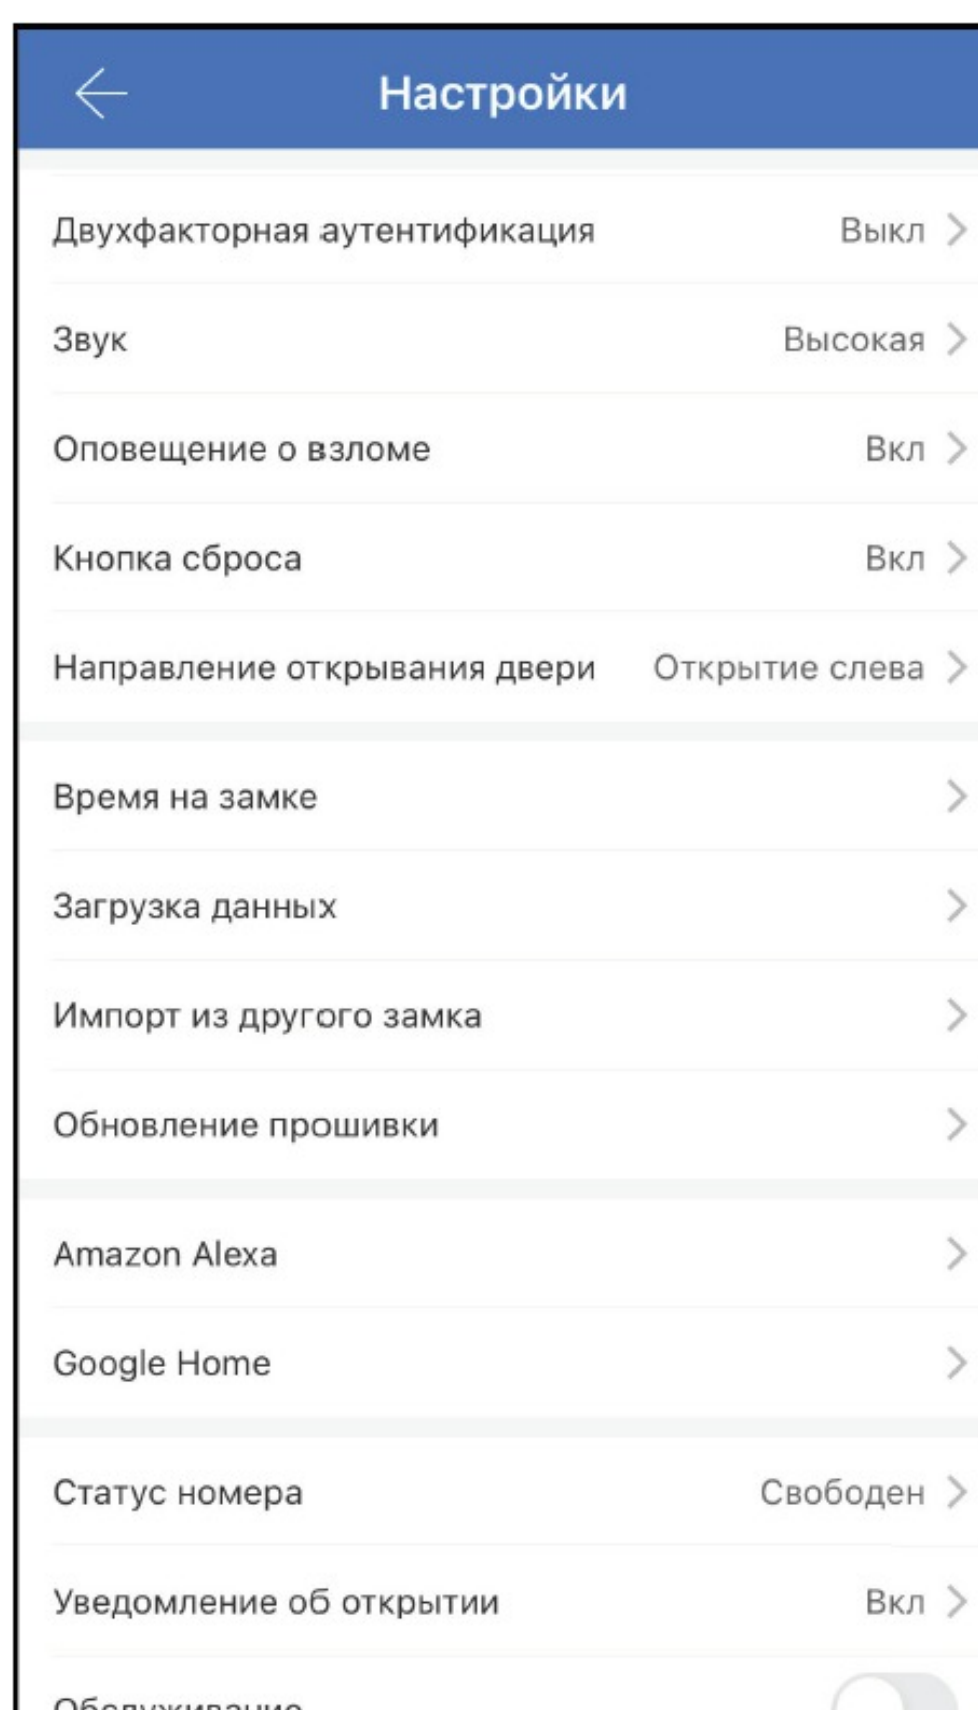 Настройки
Двухфакторная аутентификация Выкл
Звук Высокая
Оповещение о взломе Вкл
Кнопка сброса Вкл
Направление открывания двери Открытие слева
Время на замке
Загрузка данных
Импорт из другого замка
Обновление прошивки
Amazon Alexa
Google Home
Статус номера Свободен
Уведомление об открытии Вкл
Обслуживание